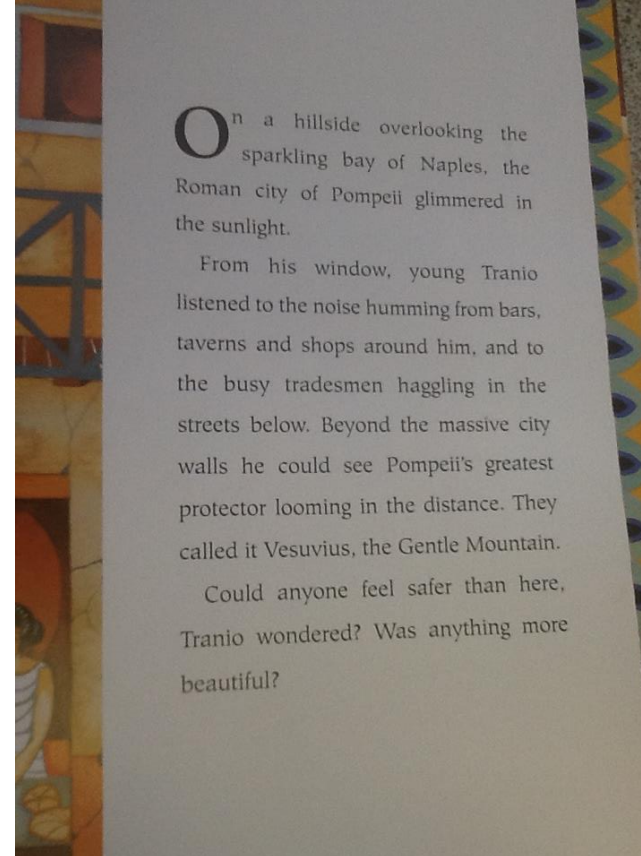 On a hillside overlooking the
sparkling bay of Naples, the
Roman city of Pompeii glimmered in
the sunlight.
From his window, young Tranio
listened to the noise humming from bars,
taverns and shops around him, and to
the busy tradesmen haggling in the
streets below. Beyond the massive city
walls he could see Pompeii's greatest
protector looming in the distance. They
called it Vesuvius, the Gentle Mountain.
Could anyone feel safer than here,
Tranio wondered? Was anything more
beautiful?